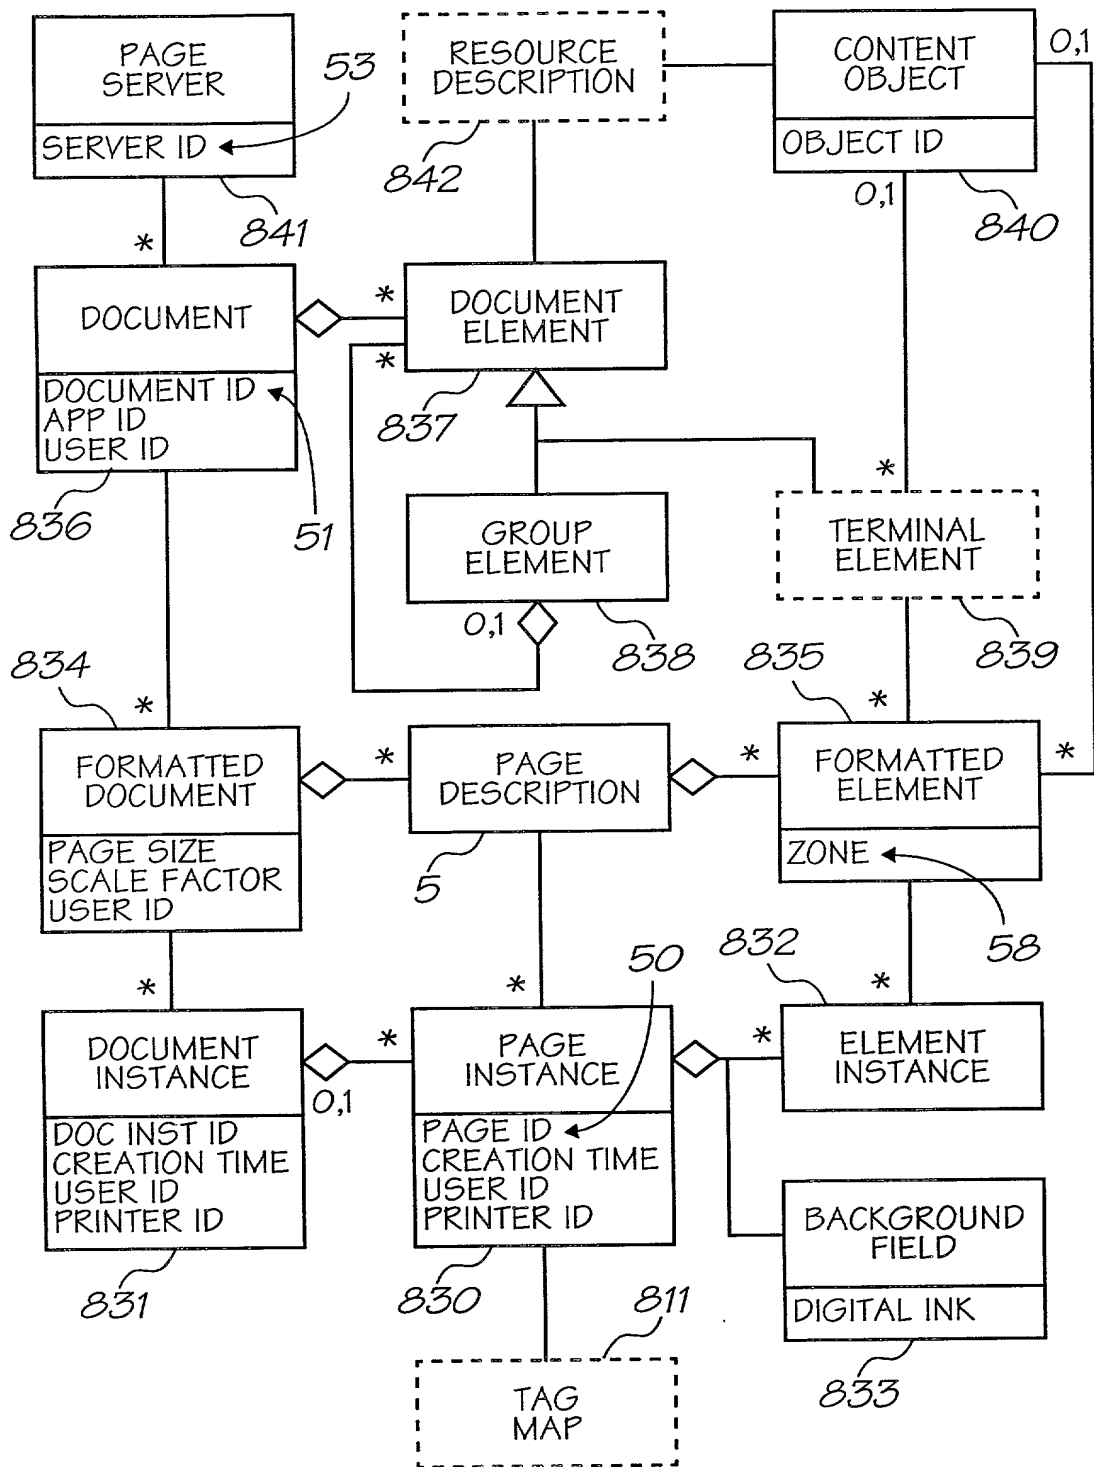 PAGE
SERVER
SERVER ID
53
841
RESOURCE
DESCRIPTION
842
CONTENT
OBJECT
OBJECT ID
0,1
0,1
840
*
DOCUMENT
DOCUMENT ID
APP ID
USER ID
836
51
*
*
DOCUMENT
ELEMENT
837
GROUP
ELEMENT
0,1
838
*
TERMINAL
ELEMENT
839
834
*
FORMATTED
DOCUMENT
PAGE SIZE
SCALE FACTOR
USER ID
*
PAGE
DESCRIPTION
5
*
835
*
FORMATTED
ELEMENT
*
ZONE
58
*
DOCUMENT
INSTANCE
0,1
DOC INST ID
CREATION TIME
USER ID
PRINTER ID
831
*
*
50
PAGE
INSTANCE
PAGE ID
CREATION TIME
USER ID
PRINTER ID
830
832
*
*
ELEMENT
INSTANCE
BACKGROUND
FIELD
DIGITAL INK
833
811
TAG
MAP